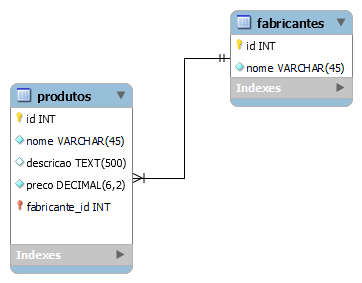 fabricantes
id INT
nome VARCHAR(45)
Indexes
produtos
id INT
nome VARCHAR(45)
descricao TEXT(500)
preco DECIMAL(6,2)
fabricante_id INT
Indexes